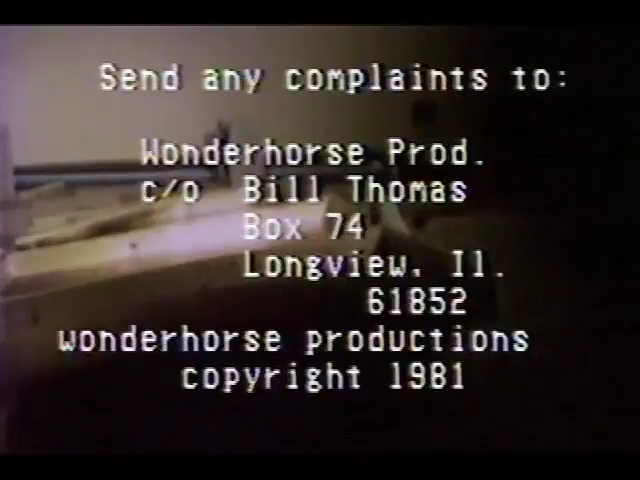 Send any complaints to:
Wonderhorse Prod.
c/o Bill Thomas
Box 74
Longview, Il.
61852
wonderhorse productions
copyright 1981